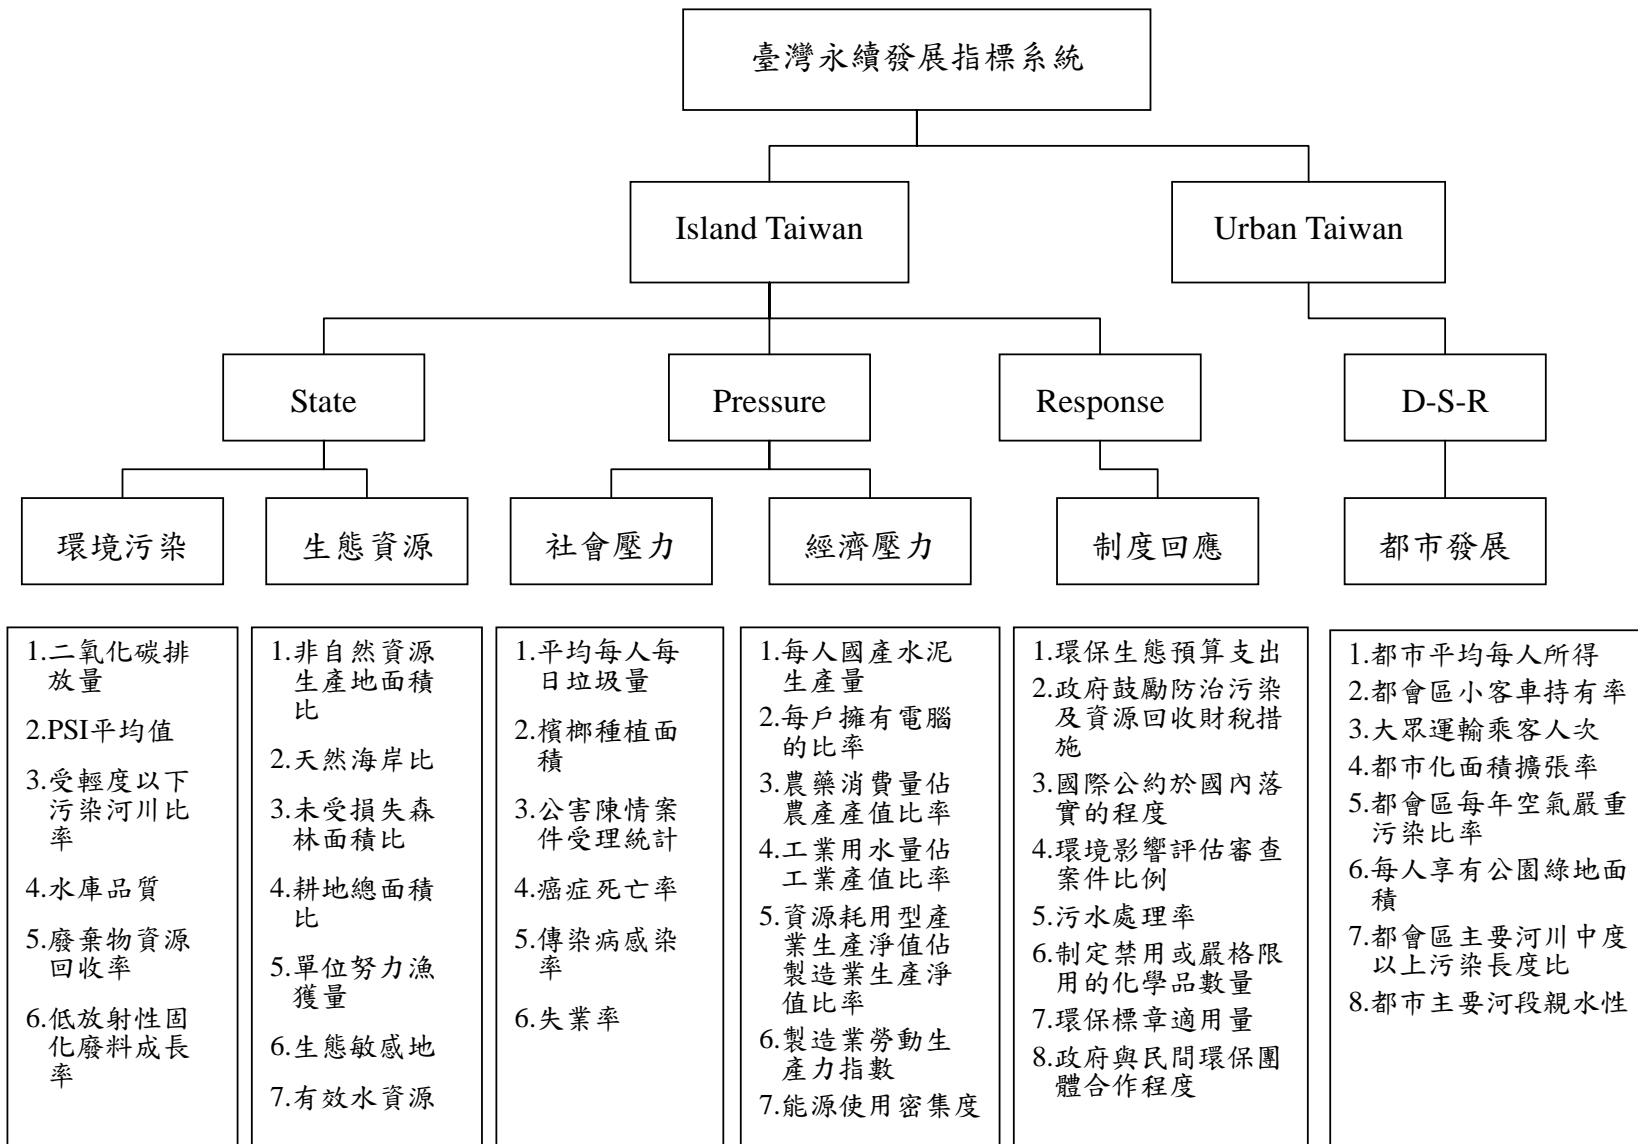 臺灣永續發展指標系統
Island Taiwan
Urban Taiwan
State
Pressure
Response
D-S-R
環境污染
生態資源
社會壓力
經濟壓力
制度回應
都市發展
1.二氧化碳排
放量
2.PSI平均值
3.受輕度以下
污染河川比
率
4.水庫品質
5.廢棄物資源
回收率
6.低放射性固
化廢料成長
率
1.非自然資源
生產地面積
比
2.天然海岸比
3.未受損失森
林面積比
4.耕地總面積
比
5.單位努力漁
獲量
6.生態敏感地
7.有效水資源
1.平均每人每
日垃圾量
2.檳榔種植面
積
3.公害陳情案
件受理統計
4.癌症死亡率
5.傳染病感染
率
6.失業率
1.每人國產水泥
生產量
2.每戶擁有電腦
的比率
3.農藥消費量佔
農產產值比率
4.工業用水量佔
工業產值比率
5.資源耗用型產
業生產淨值佔
製造業生產淨
值比率
6.製造業勞動生
產力指數
7.能源使用密集度
1.環保生態預算支出
2.政府鼓勵防治污染
及資源回收財稅措
施
3.國際公約於國內落
實的程度
4.環境影響評估審查
案件比例
5.污水處理率
6.制定禁用或嚴格限
用的化學品數量
7.環保標章適用量
8.政府與民間環保團
體合作程度
1.都市平均每人所得
2.都會區小客車持有率
3.大眾運輸乘客人次
4.都市化面積擴張率
5.都會區每年空氣嚴重
污染比率
6.每人享有公園綠地面
積
7.都會區主要河川中度
以上污染長度比
8.都市主要河段親水性